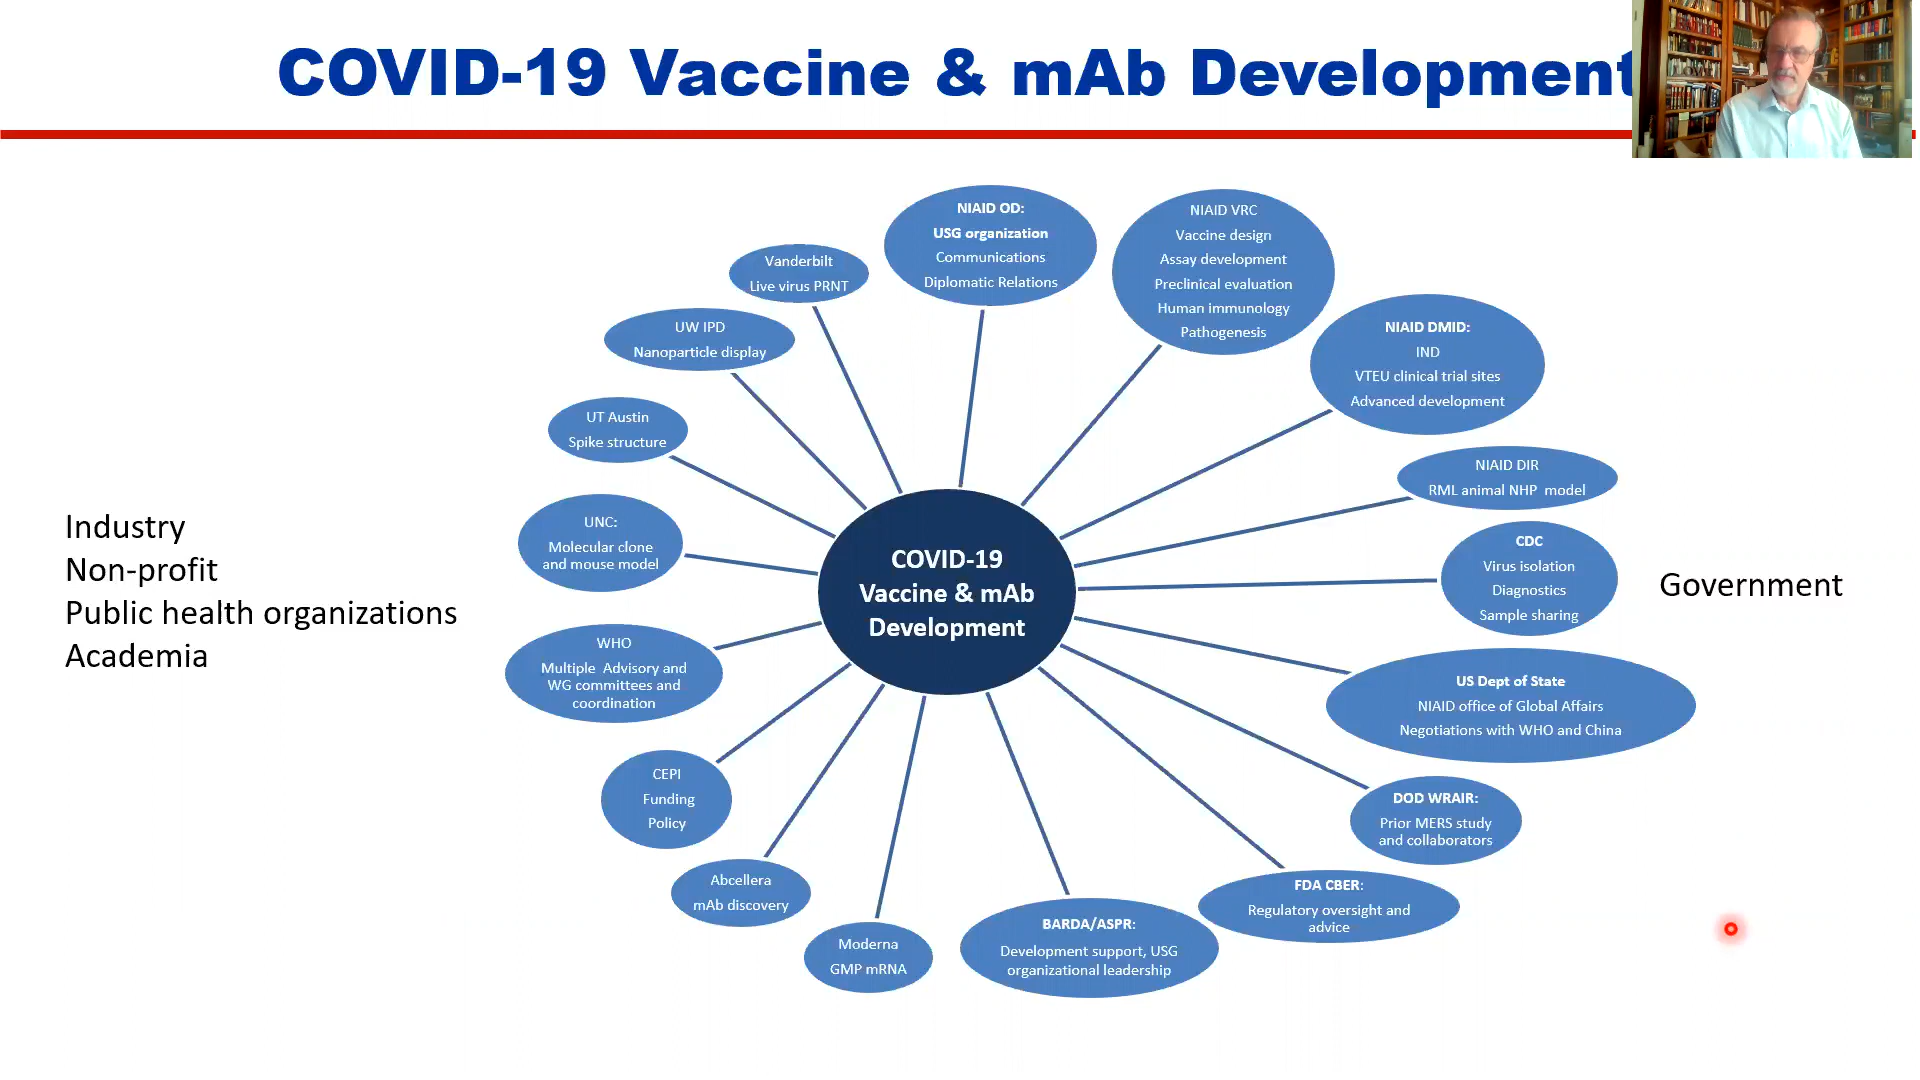 COVID-19 Vaccine & mAb Development
NIAID OD:
USG organization
Communications
Diplomatic Relations
NIAID VRC
Vaccine design
Assay development
Preclinical evaluation
Human immunology
Pathogenesis
NIAID DMID:
IND
VTEU clinical trial sites
Advanced development
NIAID DIR
RML animal NHP model
CDC
Virus isolation
Diagnostics
Sample sharing
US Dept of State
NIAID office of Global Affairs
Negotiations with WHO and China
DOD WRAIR:
Prior MERS study
and collaborators
FDA CBER:
Regulatory oversight and
advice
BARDA/ASPR:
Development support, USG
organizational leadership
Moderna
GMP mRNA
Abcellera
mAb discovery
CEPI
Funding
Policy
WHO
Multiple Advisory and
WG committees and
coordination
UNC:
Molecular clone
and mouse model
UT Austin
Spike structure
UW IPD
Nanoparticle display
Vanderbilt
Live virus PRNT
COVID-19
Vaccine & mAb
Development
Industry
Non-profit
Public health organizations
Academia
Government